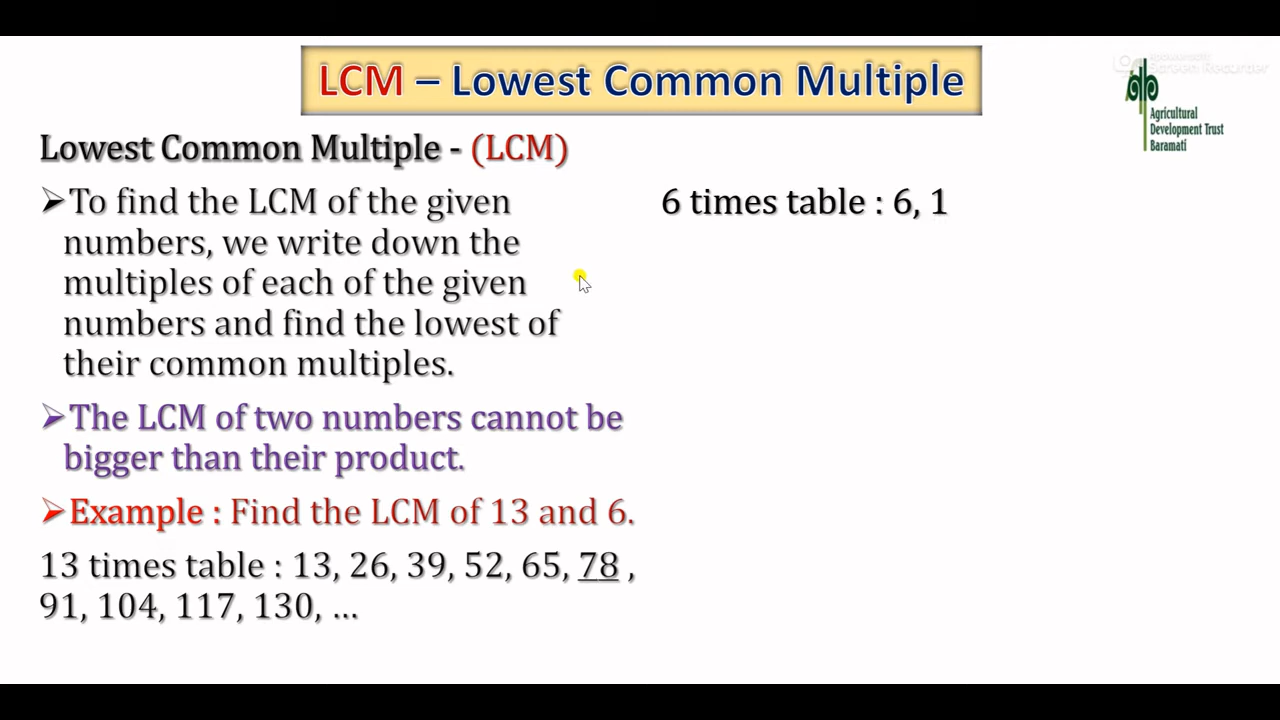 LCM – Lowest Common Multiple
Agricultural
Development Trust
Baramati
Lowest Common Multiple - (LCM)
➢To find the LCM of the given
numbers, we write down the
multiples of each of the given
numbers and find the lowest of
their common multiples.
➢The LCM of two numbers cannot be
bigger than their product.
➢Example : Find the LCM of 13 and 6.
13 times table : 13, 26, 39, 52, 65, 78 ,
91, 104, 117, 130, ...
6 times table : 6, 1
Screen Recorder